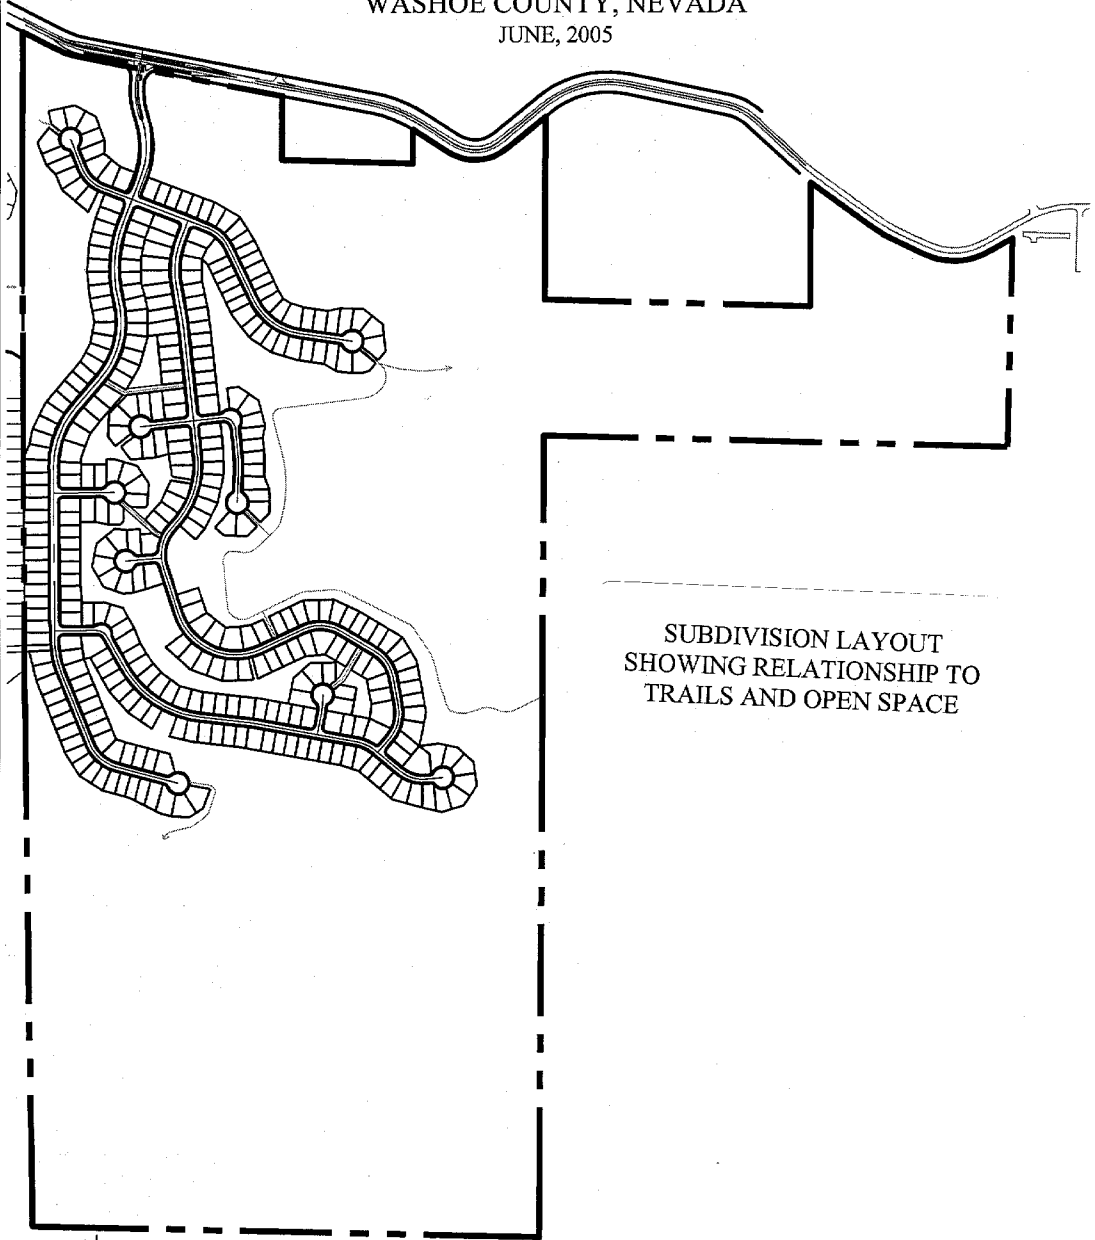 WASHOE COUNTY, NEVADA
JUNE, 2005
SUBDIVISION LAYOUT
SHOWING RELATIONSHIP TO
TRAILS AND OPEN SPACE